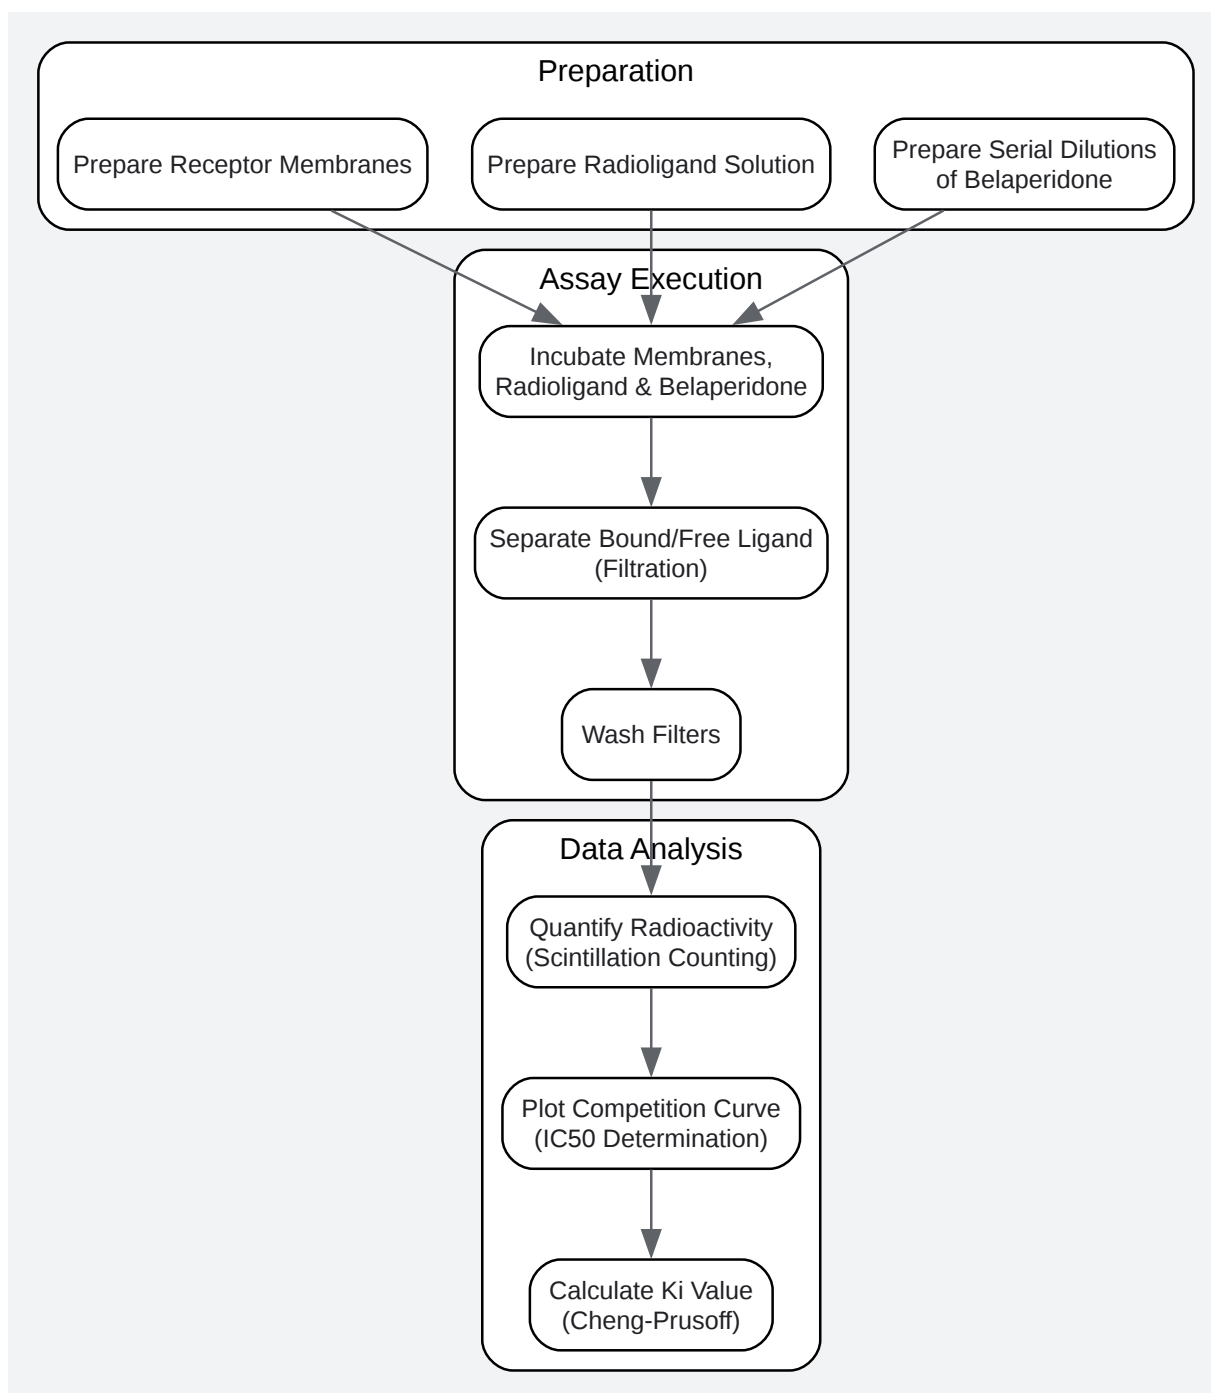 Preparation
Prepare Receptor Membranes
Prepare Radioligand Solution
Prepare Serial Dilutions
of Belaperidone
Assay Execution
Incubate Membranes,
Radioligand & Belaperidone
Separate Bound/Free Ligand
(Filtration)
Wash Filters
Data Analysis
Quantify Radioactivity
(Scintillation Counting)
Plot Competition Curve
(IC50 Determination)
Calculate Ki Value
(Cheng-Prusoff)